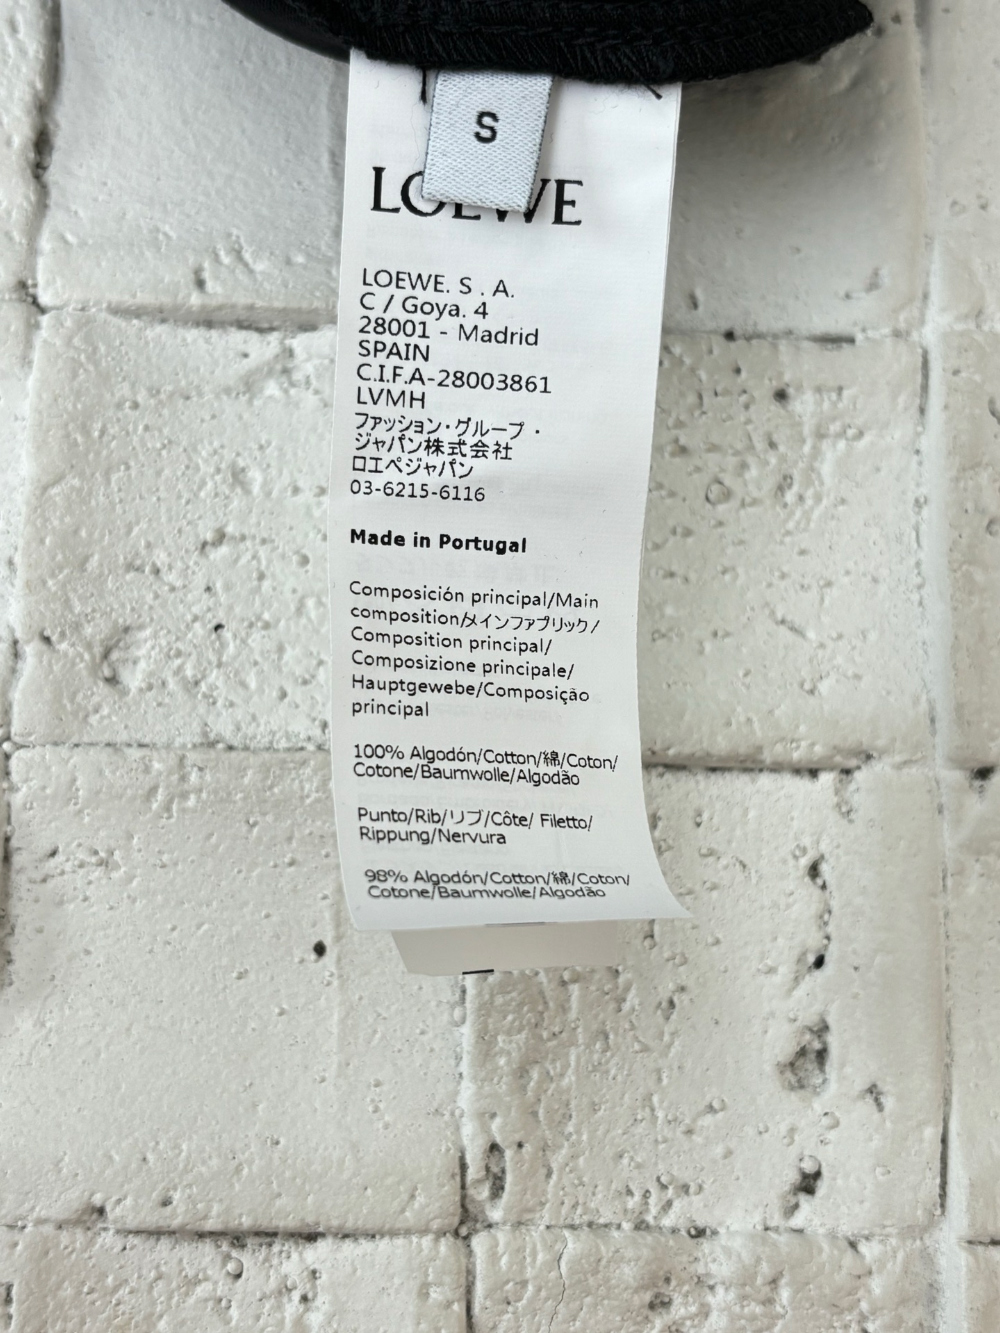 S
LOEWE
LOEWE. S . A.
C / Goya. 4
28001 - Madrid
SPAIN
C.I.F.A-28003861
LVMH
ファッション・グループ・
ジャパン株式会社
ロエベジャパン
03-6215-6116
Made in Portugal
Composición principal/Main
composition/メインファブリック/
Composition principal/
Composizione principale/
Hauptgewebe/Composição
principal
100% Algodón/Cotton/綿/Coton/
Cotone/Baumwolle/Algodão
Punto/Rib/リブ/Côte/ Filetto/
Rippung/Nervura
98% Algodón/Cotton/綿/Coton/
Cotone/Baumwolle/Algodão